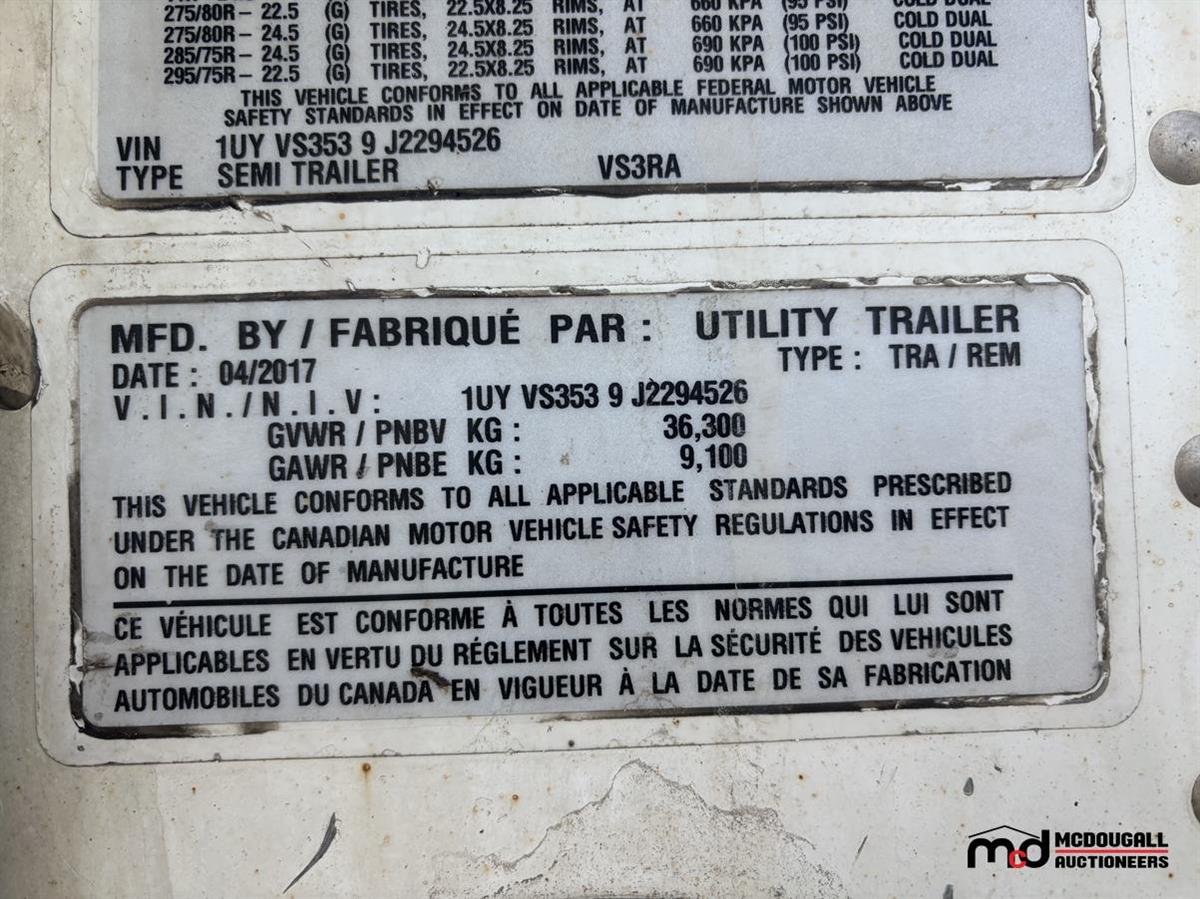 275/80R – 22.5 (G) TIRES, 22.5X8.25 RIMS, AT 660 KPA (95 PSI) COLD DUAL
275/80R – 24.5 (G) TIRES, 24.5X8.25 RIMS, AT 660 KPA (95 PSI) COLD DUAL
285/75R – 24.5 (G) TIRES, 24.5X8.25 RIMS, AT 690 KPA (100 PSI) COLD DUAL
295/75R – 22.5 (G) TIRES, 22.5X8.25 RIMS, AT 690 KPA (100 PSI) COLD DUAL
THIS VEHICLE CONFORMS TO ALL APPLICABLE FEDERAL MOTOR VEHICLE
SAFETY STANDARDS IN EFFECT ON DATE OF MANUFACTURE SHOWN ABOVE
VIN 1UY VS353 9 J2294526
TYPE SEMI TRAILER VS3RA
MFD. BY / FABRIQUÉ PAR : UTILITY TRAILER
DATE : 04/2017 TYPE : TRA / REM
V.I.N./N.I.V: 1UY VS353 9 J2294526
GVWR / PNBV KG : 36,300
GAWR / PNBE KG : 9,100
THIS VEHICLE CONFORMS TO ALL APPLICABLE STANDARDS PRESCRIBED
UNDER THE CANADIAN MOTOR VEHICLE SAFETY REGULATIONS IN EFFECT
ON THE DATE OF MANUFACTURE
CE VÉHICULE EST CONFORME À TOUTES LES NORMES QUI LUI SONT
APPLICABLES EN VERTU DU RÉGLEMENT SUR LA SÉCURITÉ DES VEHICULES
AUTOMOBILES DU CANADA EN VIGUEUR À LA DATE DE SA FABRICATION
mcd MCDOUGALL
AUCTIONEERS